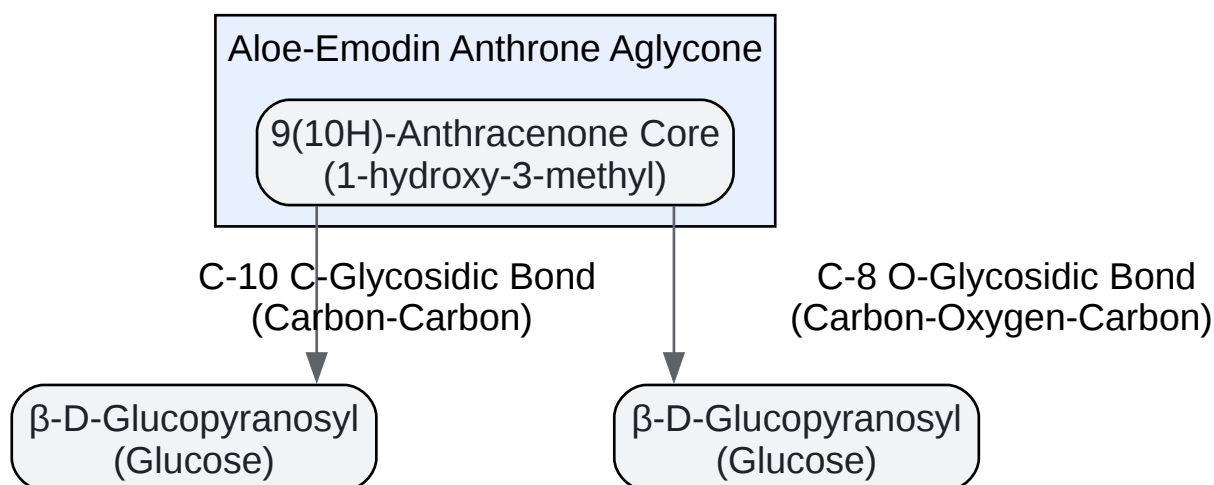 Aloe-Emodin Anthrone Aglycone
9(10H)-Anthracenone Core
(1-hydroxy-3-methyl)
C-10 C-Glycosidic Bond
(Carbon-Carbon)
C-8 O-Glycosidic Bond
(Carbon-Oxygen-Carbon)
β-D-Glucopyranosyl
(Glucose)
β-D-Glucopyranosyl
(Glucose)